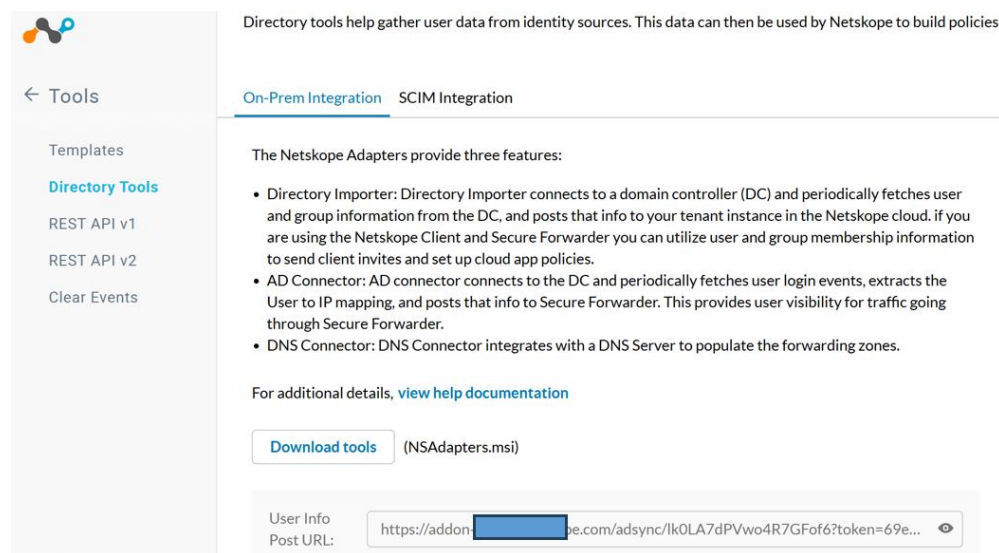 Directory tools help gather user data from identity sources. This data can then be used by Netskope to build policies
← Tools
On-Prem Integration SCIM Integration
Templates
Directory Tools
REST API v1
REST API v2
Clear Events
The Netskope Adapters provide three features:
• Directory Importer: Directory Importer connects to a domain controller (DC) and periodically fetches user
and group information from the DC, and posts that info to your tenant instance in the Netskope cloud. if you
are using the Netskope Client and Secure Forwarder you can utilize user and group membership information
to send client invites and set up cloud app policies.
• AD Connector: AD connector connects to the DC and periodically fetches user login events, extracts the
User to IP mapping, and posts that info to Secure Forwarder. This provides user visibility for traffic going
through Secure Forwarder.
• DNS Connector: DNS Connector integrates with a DNS Server to populate the forwarding zones.
For additional details, view help documentation
Download tools (NSAdapters.msi)
User Info
Post URL:
https://addon- pe.com/adsync/lk0LA7dPVwo4R7GFof6?token=69e...